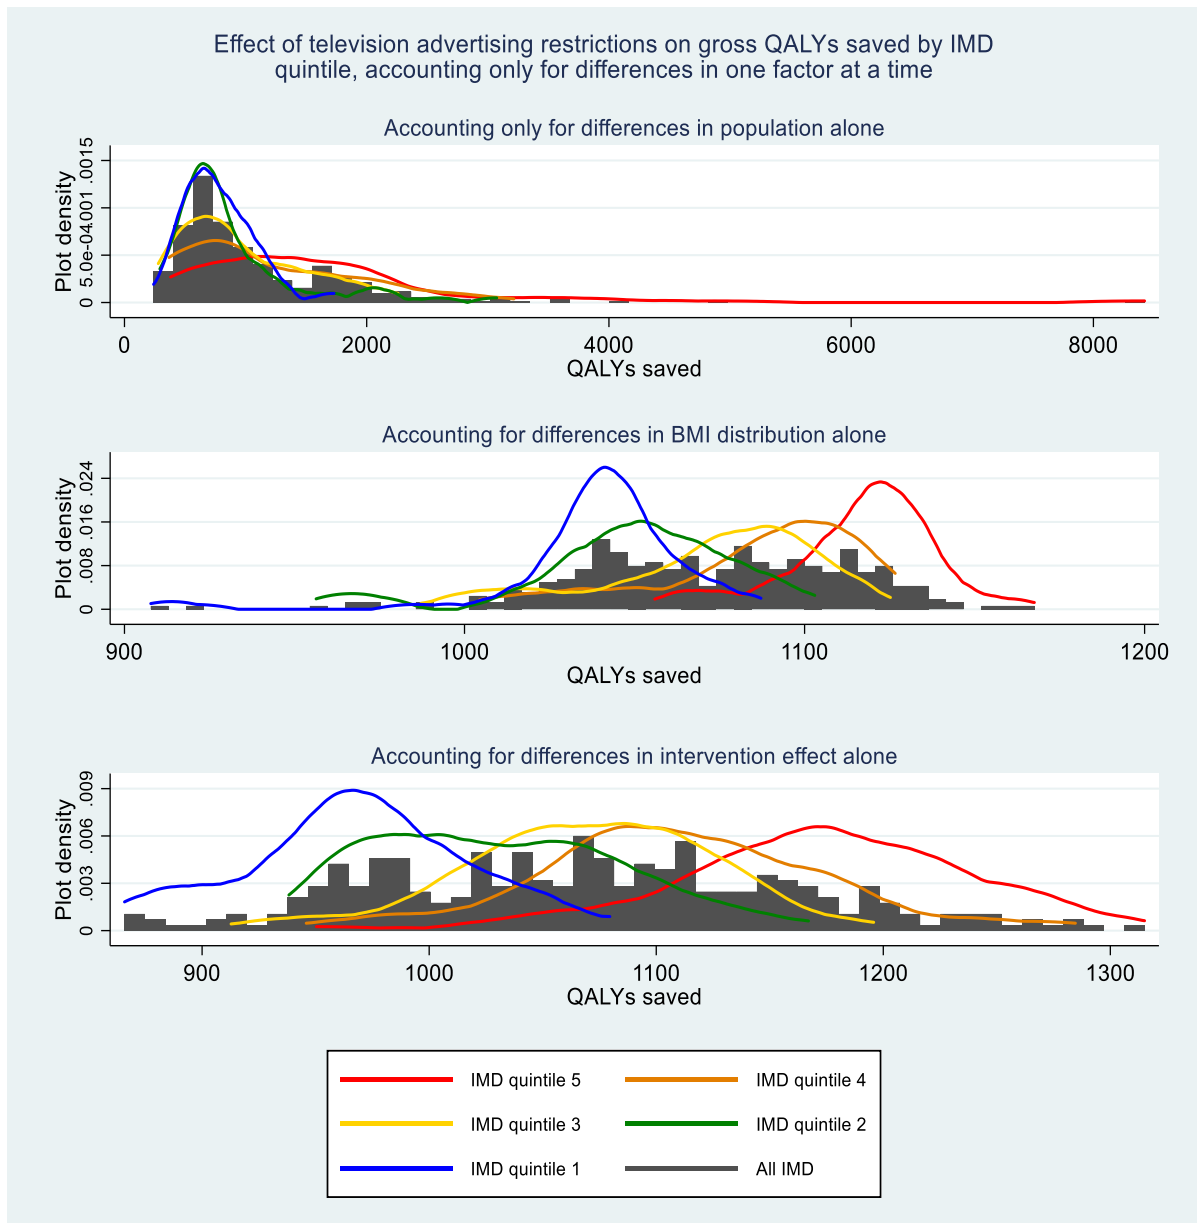 Effect of television advertising restrictions on gross QALYs saved by IMD
quintile, accounting only for differences in one factor at a time
Accounting only for differences in population alone
Plot density
0 5.0e-04 .001 .0015
0 2000 4000 6000 8000
QALYs saved
Accounting for differences in BMI distribution alone
Plot density
0 .008 .016 .024
900 1000 1100 1200
QALYs saved
Accounting for differences in intervention effect alone
Plot density
0 .003 .006 .009
900 1000 1100 1200 1300
QALYs saved
IMD quintile 5 IMD quintile 4
IMD quintile 3 IMD quintile 2
IMD quintile 1 All IMD